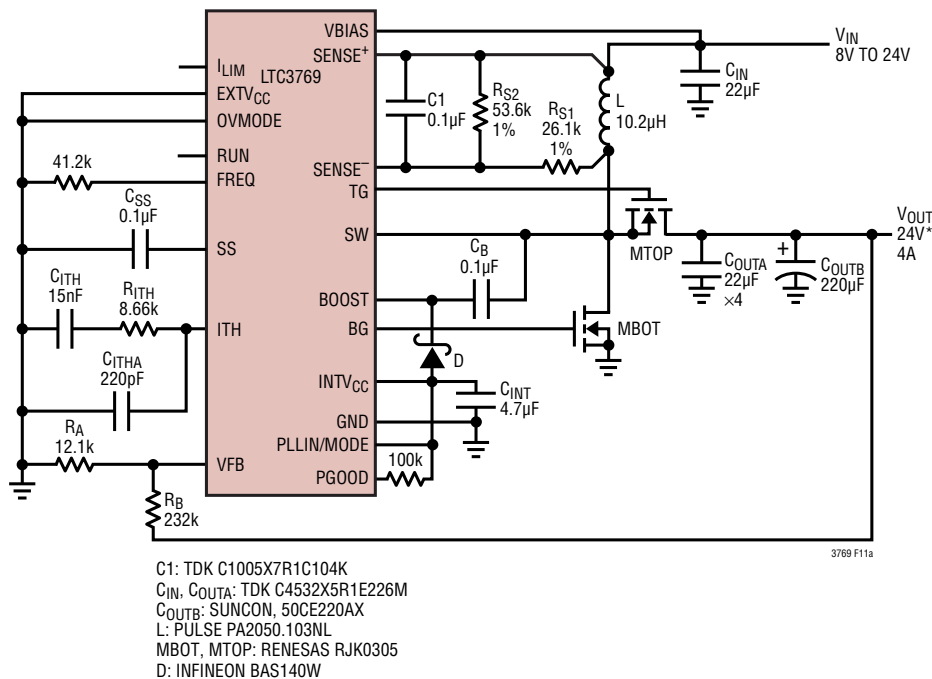 VBIAS
SENSE+
LTC3769
ILIM
EXTVCC
OVMODE
RUN
FREQ
SS
ITH
VFB
SENSE−
TG
SW
BOOST
BG
INTVCC
GND
PLLIN/MODE
PGOOD
41.2k
CSS
0.1µF
CITH
15nF
RITH
8.66k
CITHA
220pF
RA
12.1k
RB
232k
C1
0.1µF
RS2
53.6k
1%
RS1
26.1k
1%
L
10.2µH
VIN
8V TO 24V
CIN
22µF
MTOP
VOUT
24V*
4A
COUTA
22µF
×4
+
COUTB
220µF
CB
0.1µF
MBOT
D
CINT
4.7µF
100k
3769 F11a
C1: TDK C1005X7R1C104K
CIN, COUTA: TDK C4532X5R1E226M
COUTB: SUNCON, 50CE220AX
L: PULSE PA2050.103NL
MBOT, MTOP: RENESAS RJK0305
D: INFINEON BAS140W